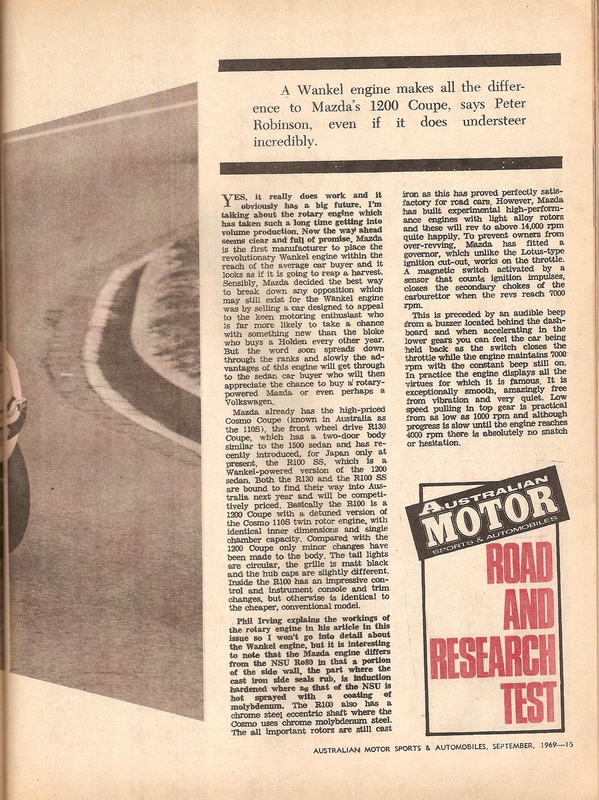 A Wankel engine makes all the differ-
ence to Mazda's 1200 Coupe, says Peter
Robinson, even if it does understeer
incredibly.
YES, it really does work and it
obviously has a big future. I'm
talking about the rotary engine which
has taken such a long time getting into
volume production. Now the way ahead
seems clear and full of promise, Mazda
is the first manufacturer to place the
revolutionary Wankel engine within the
reach of the average car buyer and it
looks as if it is going to reap a harvest.
Sensibly, Mazda decided the best way
to break down any opposition which
may still exist for the Wankel engine
was by selling a car designed to appeal
to the keen motoring enthusiast who
is far more likely to take a chance
with something new than the bloke
who buys a Holden every other year.
But the word soon spreads down
through the ranks and slowly the ad-
vantages of this engine will get through
to the sedan car buyer who will then
appreciate the chance to buy a rotary-
powered Mazda or even perhaps a
Volkswagen.
Mazda already has the high-priced
Cosmo Coupe (known in Australia as
the 110S), the front wheel drive R130
Coupe, which has a two-door body
similar to the 1500 sedan and has re-
cently introduced, for Japan only at
present, the R100 SS, which is a
Wankel-powered version of the 1200
sedan. Both the R130 and the R100 SS
are bound to find their way into Aus-
tralia next year and will be competi-
tively priced. Basically the R100 is a
1200 Coupe with a detuned version of
the Cosmo 110S twin rotor engine, with
identical inner dimensions and single
chamber capacity. Compared with the
1200 Coupe only minor changes have
been made to the body. The tail lights
are circular, the grille is matt black
and the hub caps are slightly different.
Inside the R100 has an impressive con-
trol and instrument console and trim
changes, but otherwise is identical to
the cheaper, conventional model.
Phil Irving explains the workings of
the rotary engine in his article in this
issue so I won't go into detail about
the Wankel engine, but it is interesting
to note that the Mazda engine differs
from the NSU Ro80 in that a portion
of the side wall, the part where the
cast iron side seals rub, is induction
hardened where as that of the NSU is
hot sprayed with a coating of
molybdenum. The R100 also has a
chrome steel eccentric shaft where the
Cosmo uses chrome molybdenum steel.
The all important rotors are still cast
iron as this has proved perfectly satis-
factory for road cars. However, Mazda
has built experimental high-perform-
ance engines with light alloy rotors
and these will rev to above 14,000 rpm
quite happily. To prevent owners from
over-revving, Mazda has fitted a
governor, which unlike the Lotus-type
ignition cut-out, works on the throttle.
A magnetic switch activated by a
sensor that counts ignition impulses,
closes the secondary chokes of the
carburettor when the revs reach 7000
rpm.
This is preceded by an audible beep
from a buzzer located behind the dash-
board and when accelerating in the
lower gears you can feel the car being
held back as the switch closes the
throttle while the engine maintains 7000
rpm with the constant beep still on.
In practice the engine displays all the
virtues for which it is famous. It is
exceptionally smooth, amazingly free
from vibration and very quiet. Low
speed pulling in top gear is practical
from as low as 1000 rpm and although
progress is slow until the engine reaches
4000 rpm there is absolutely no snatch
or hesitation.
AUSTRALIAN
MOTOR
SPORTS & AUTOMOBILES
ROAD
AND
RESEARCH
TEST
AUSTRALIAN MOTOR SPORTS & AUTOMOBILES, SEPTEMBER, 1969—15